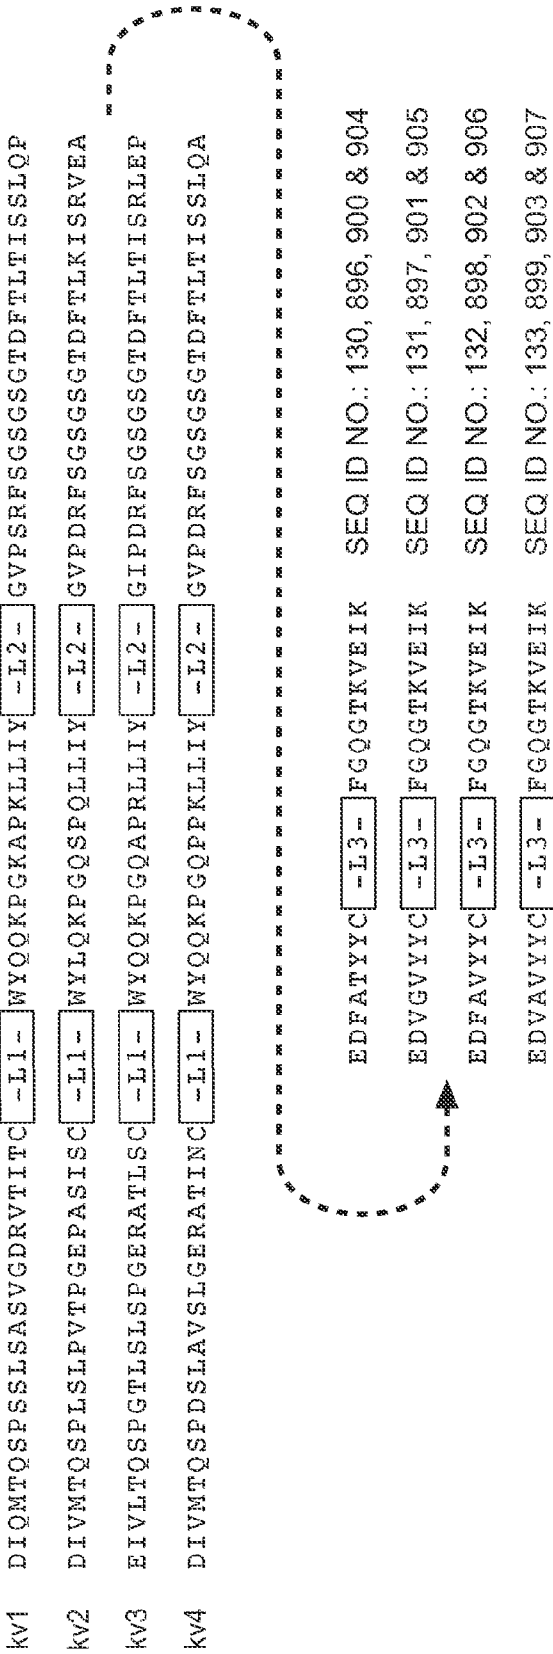 kv1 DIQMTQSPSSLSASVGDRVTITC -L1- WYQQKPGKAPKLLIY -L2- GVPSRFSGSGSGTDFTLTISSLQP
kv2 DIVMTQSPLSLPVTPGEPASISC -L1- WYLQKPGQSPQLLIY -L2- GVPDRFSGSGSGTDFTLKISRVEA
kv3 EIVLTQSPGTLSLSPGERATLSC -L1- WYQQKPGQAPRLLIY -L2- GIPDRFSGSGSGTDFTLTISRLEP
kv4 DIVMTQSPDSLAVSLGERATINC -L1- WYQQKPGQPPKLLIY -L2- GVPDRFSGSGSGTDFTLTISSLQA
EDFATYYC -L3- FGQGTKVEIK SEQ ID NO.: 130, 896, 900 & 904
EDVGVYYC -L3- FGQGTKVEIK SEQ ID NO.: 131, 897, 901 & 905
EDFAVYYC -L3- FGQGTKVEIK SEQ ID NO.: 132, 898, 902 & 906
EDVAVYYC -L3- FGQGTKVEIK SEQ ID NO.: 133, 899, 903 & 907